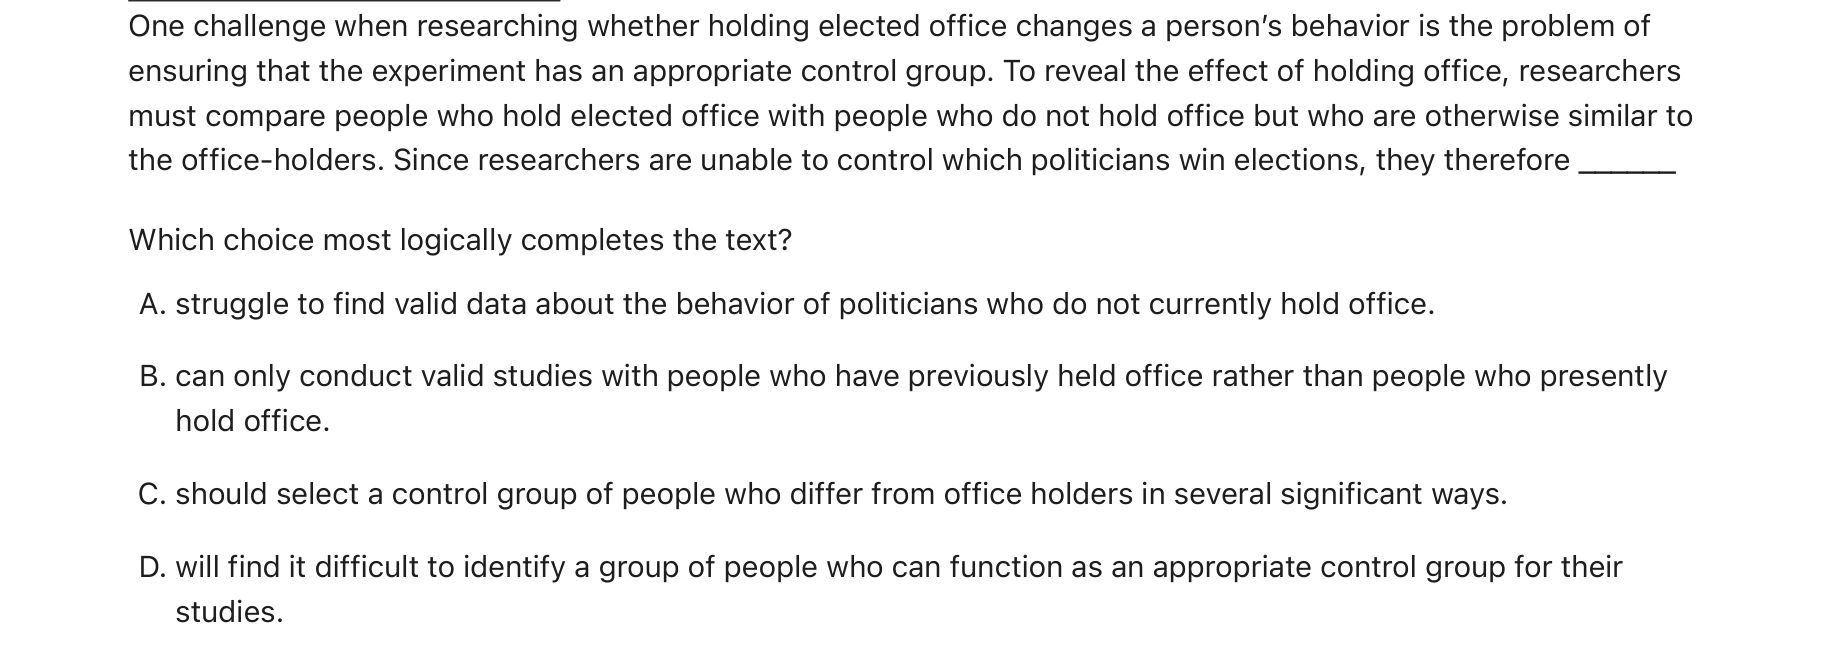 One challenge when researching whether holding elected office changes a person’s behavior is the problem of
ensuring that the experiment has an appropriate control group. To reveal the effect of holding office, researchers
must compare people who hold elected office with people who do not hold office but who are otherwise similar to
the office-holders. Since researchers are unable to control which politicians win elections, they therefore ______
Which choice most logically completes the text?
A. struggle to find valid data about the behavior of politicians who do not currently hold office.
B. can only conduct valid studies with people who have previously held office rather than people who presently
hold office.
C. should select a control group of people who differ from office holders in several significant ways.
D. will find it difficult to identify a group of people who can function as an appropriate control group for their
studies.